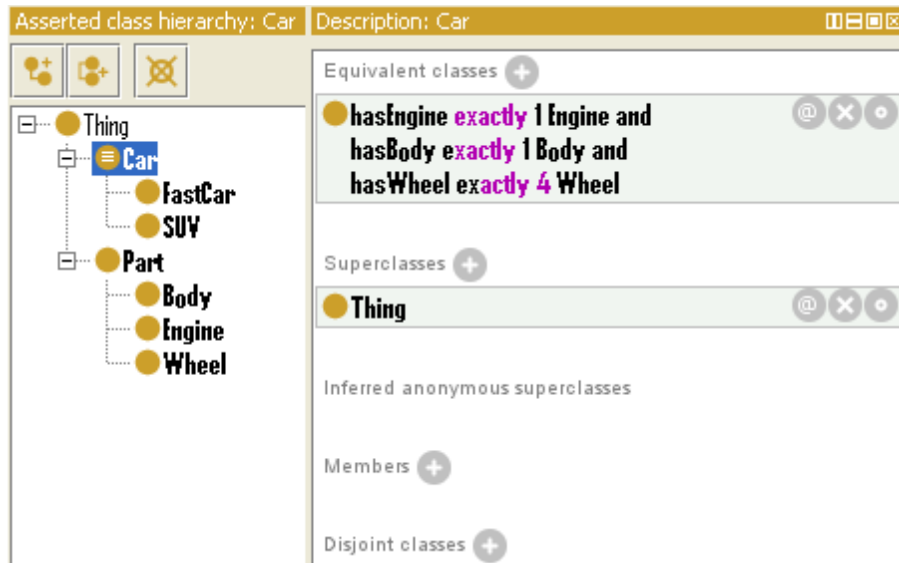 Asserted class hierarchy: Car
Description: Car
Thing
Car
FastCar
SUV
Part
Body
Engine
Wheel
Equivalent classes
hasEngine exactly 1 Engine and
hasBody exactly 1 Body and
hasWheel exactly 4 Wheel
Superclasses
Thing
Inferred anonymous superclasses
Members
Disjoint classes